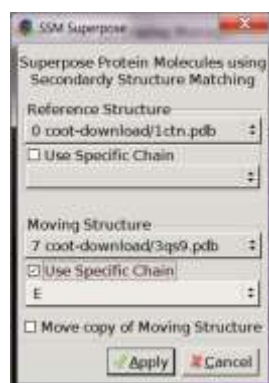 SSM Superpose
Superpose Protein Molecules using
Secondardy Structure Matching
Reference Structure
0 coot-download/1ctn.pdb
Use Specific Chain
Moving Structure
7 coot-download/3qs9.pdb
Use Specific Chain
E
Move copy of Moving Structure
Apply Cancel